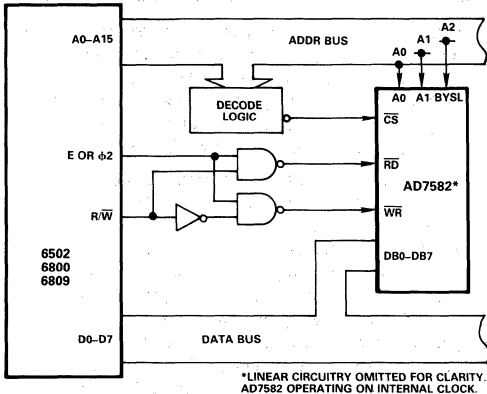 A0–A15
ADDR BUS
A2
A1
A0
DECODE
LOGIC
A0 A1 BYSL
CS
E OR ϕ2
RD
AD7582*
R/W
WR
6502
6800
6809
DB0–DB7
D0–D7
DATA BUS
*LINEAR CIRCUITRY OMITTED FOR CLARITY.
AD7582 OPERATING ON INTERNAL CLOCK.